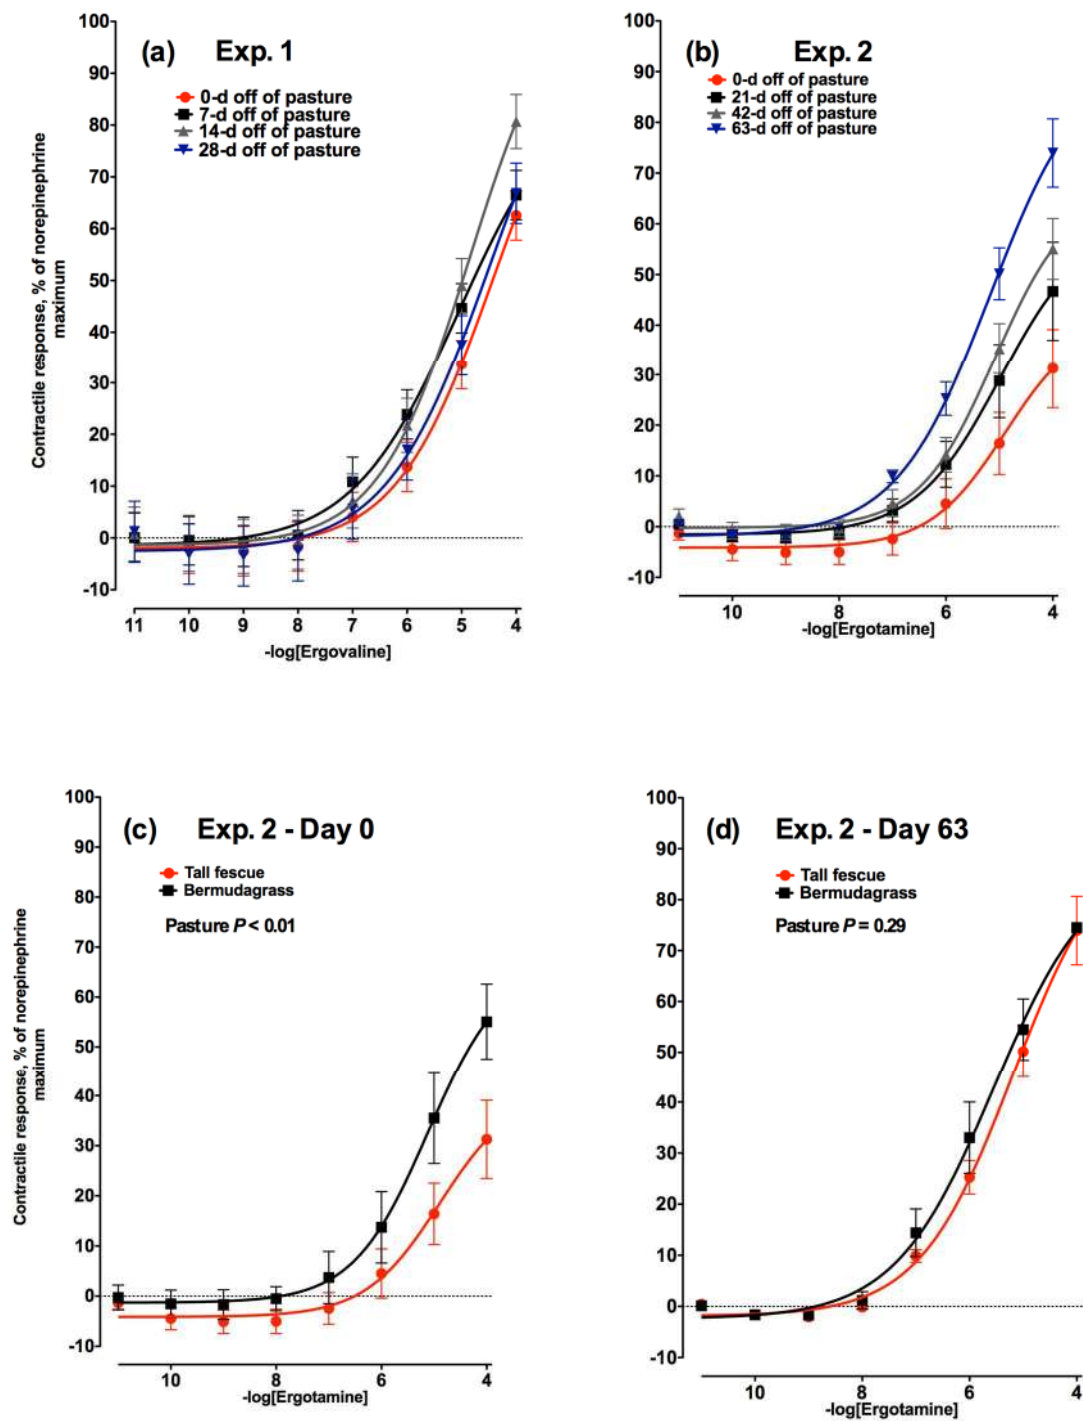 (a) Exp. 1
0-d off of pasture
7-d off of pasture
14-d off of pasture
28-d off of pasture
Contractile response, % of norepinephrine
maximum
100
90
80
70
60
50
40
30
20
10
0
-10
11 10 9 8 7 6 5 4
-log[Ergovaline]
(b) Exp. 2
0-d off of pasture
21-d off of pasture
42-d off of pasture
63-d off of pasture
100
90
80
70
60
50
40
30
20
10
0
-10
10 8 6 4
-log[Ergotamine]
(c) Exp. 2 - Day 0
Tall fescue
Bermudagrass
Pasture P < 0.01
Contractile response, % of norepinephrine
maximum
100
90
80
70
60
50
40
30
20
10
0
-10
10 8 6 4
-log[Ergotamine]
(d) Exp. 2 - Day 63
Tall fescue
Bermudagrass
Pasture P = 0.29
100
90
80
70
60
50
40
30
20
10
0
-10
10 8 6 4
-log[Ergotamine]